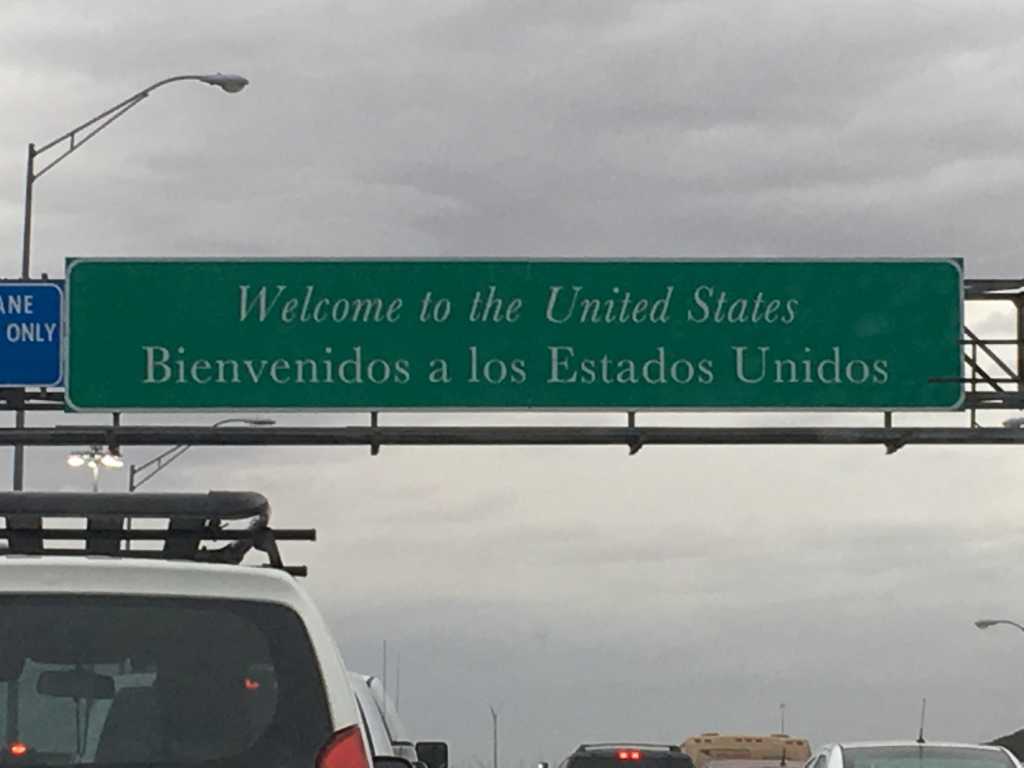 ANE
ONLY
Welcome to the United States
Bienvenidos a los Estados Unidos